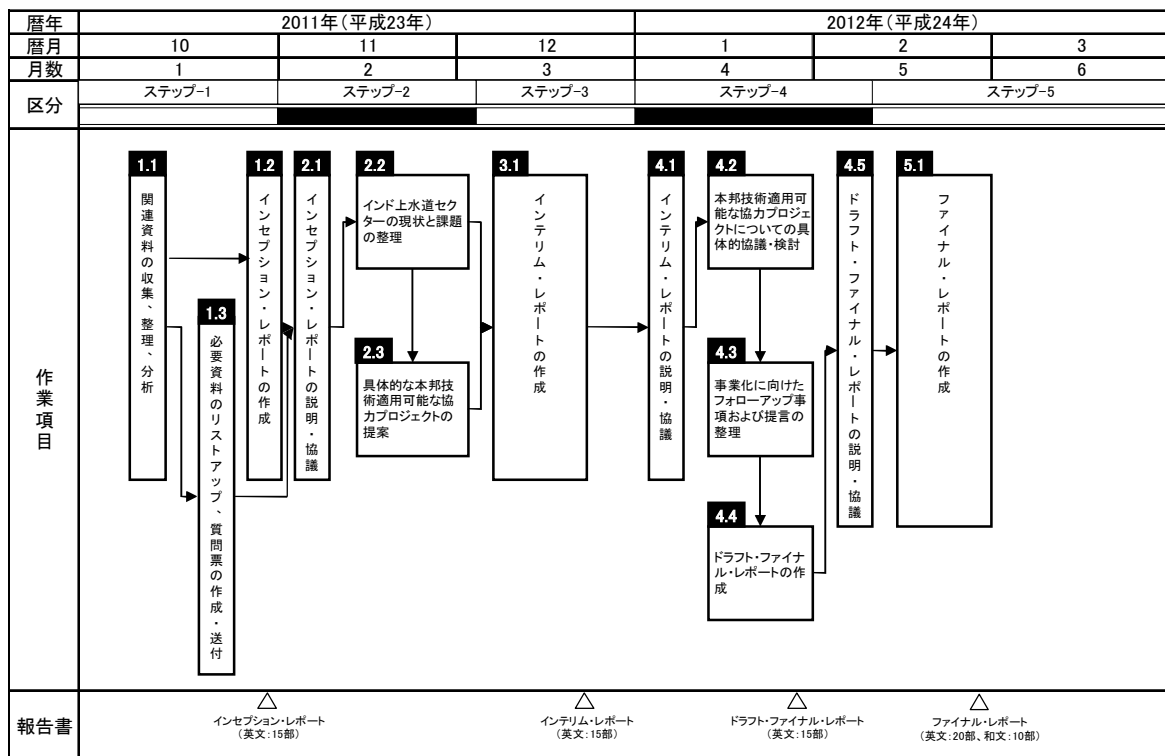 暦年
2011年(平成23年)
2012年(平成24年)
暦月
10
11
12
1
2
3
月数
1
2
3
4
5
6
区分
ステップ-1
ステップ-2
ステップ-3
ステップ-4
ステップ-5
作業項目
1.1
関連資料の収集、整理、分析
1.2
インセプション・レポートの作成
1.3
必要資料のリストアップ、質問票の作成・送付
2.1
インセプション・レポートの説明・協議
2.2
インド上水道セク
ターの現状と課題
の整理
2.3
具体的な本邦技
術適用可能な協
力プロジェクトの
提案
3.1
インテリム・レポートの作成
4.1
インテリム・レポートの説明・協議
4.2
本邦技術適用可
能な協力プロジェ
クトについての具
体的協議・検討
4.3
事業化に向けた
フォローアップ事
項および提言の
整理
4.4
ドラフト・ファイナ
ル・レポートの作
成
4.5
ドラフト・ファイナル・レポートの説明・協議
5.1
ファイナル・レポートの作成
報告書
インセプション・レポート
(英文:15部)
インテリム・レポート
(英文:15部)
ドラフト・ファイナル・レポート
(英文:15部)
ファイナル・レポート
(英文:20部、和文:10部)